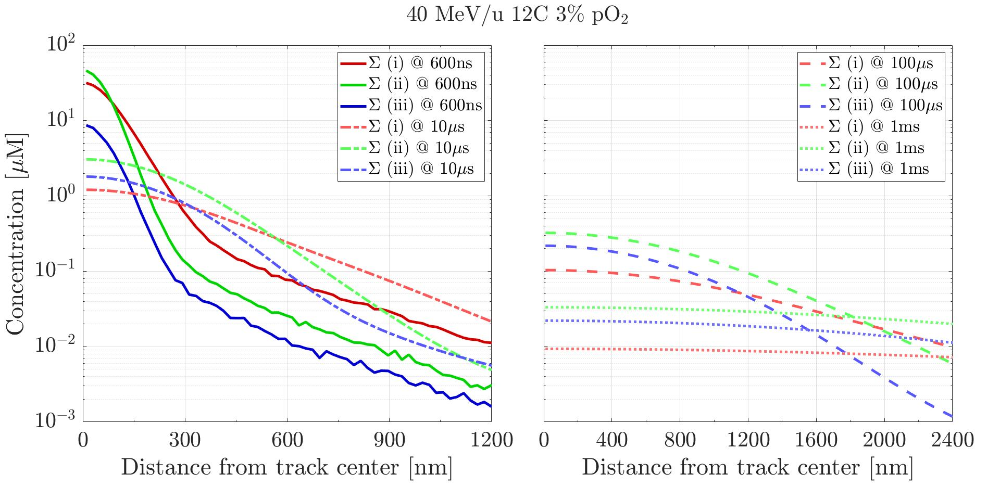 40 MeV/u 12C 3% pO₂
Concentration [μM]
10²
10¹
10⁰
10⁻¹
10⁻²
10⁻³
Σ (i) @ 600ns
Σ (ii) @ 600ns
Σ (iii) @ 600ns
Σ (i) @ 10μs
Σ (ii) @ 10μs
Σ (iii) @ 10μs
0 300 600 900 1200
Distance from track center [nm]
Σ (i) @ 100μs
Σ (ii) @ 100μs
Σ (iii) @ 100μs
Σ (i) @ 1ms
Σ (ii) @ 1ms
Σ (iii) @ 1ms
0 400 800 1200 1600 2000 2400
Distance from track center [nm]